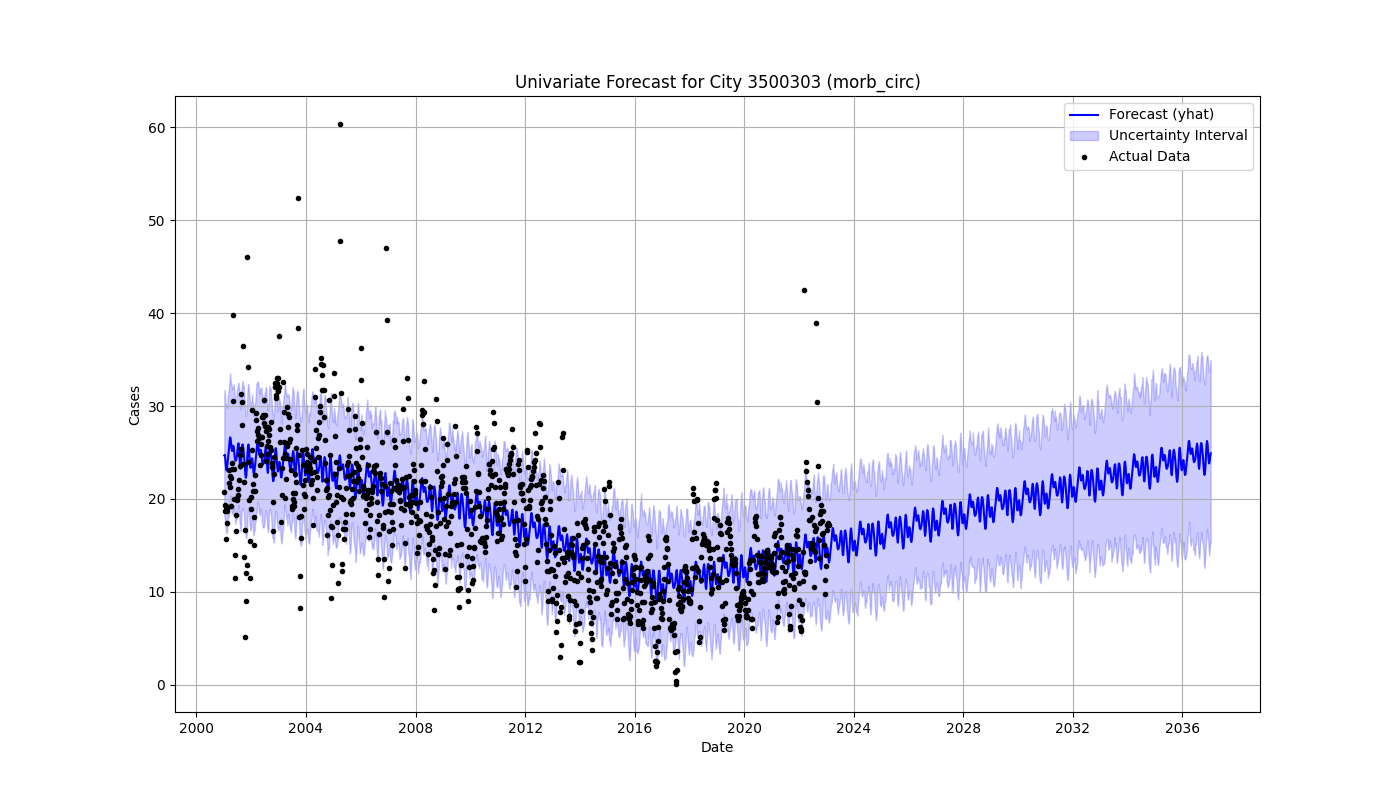 Univariate Forecast for City 3500303 (morb_circ)
Forecast (yhat)
Uncertainty Interval
Actual Data
60
50
40
30
20
10
0
Cases
2000 2004 2008 2012 2016 2020 2024 2028 2032 2036
Date